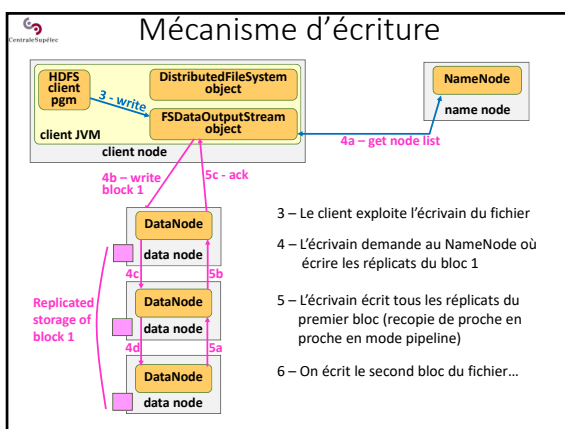 CentraleSupélec
Mécanisme d’écriture
HDFS
client
pgm
DistributedFileSystem
object
3 - write
FSDataOutputStream
object
client JVM
client node
NameNode
name node
4a – get node list
4b – write
block 1
5c - ack
DataNode
data node
4c
5b
DataNode
data node
4d
5a
DataNode
data node
Replicated
storage of
block 1
3 – Le client exploite l’écrivain du fichier
4 – L’écrivain demande au NameNode où
écrire les réplicats du bloc 1
5 – L’écrivain écrit tous les réplicats du
premier bloc (recopie de proche en
proche en mode pipeline)
6 – On écrit le second bloc du fichier…